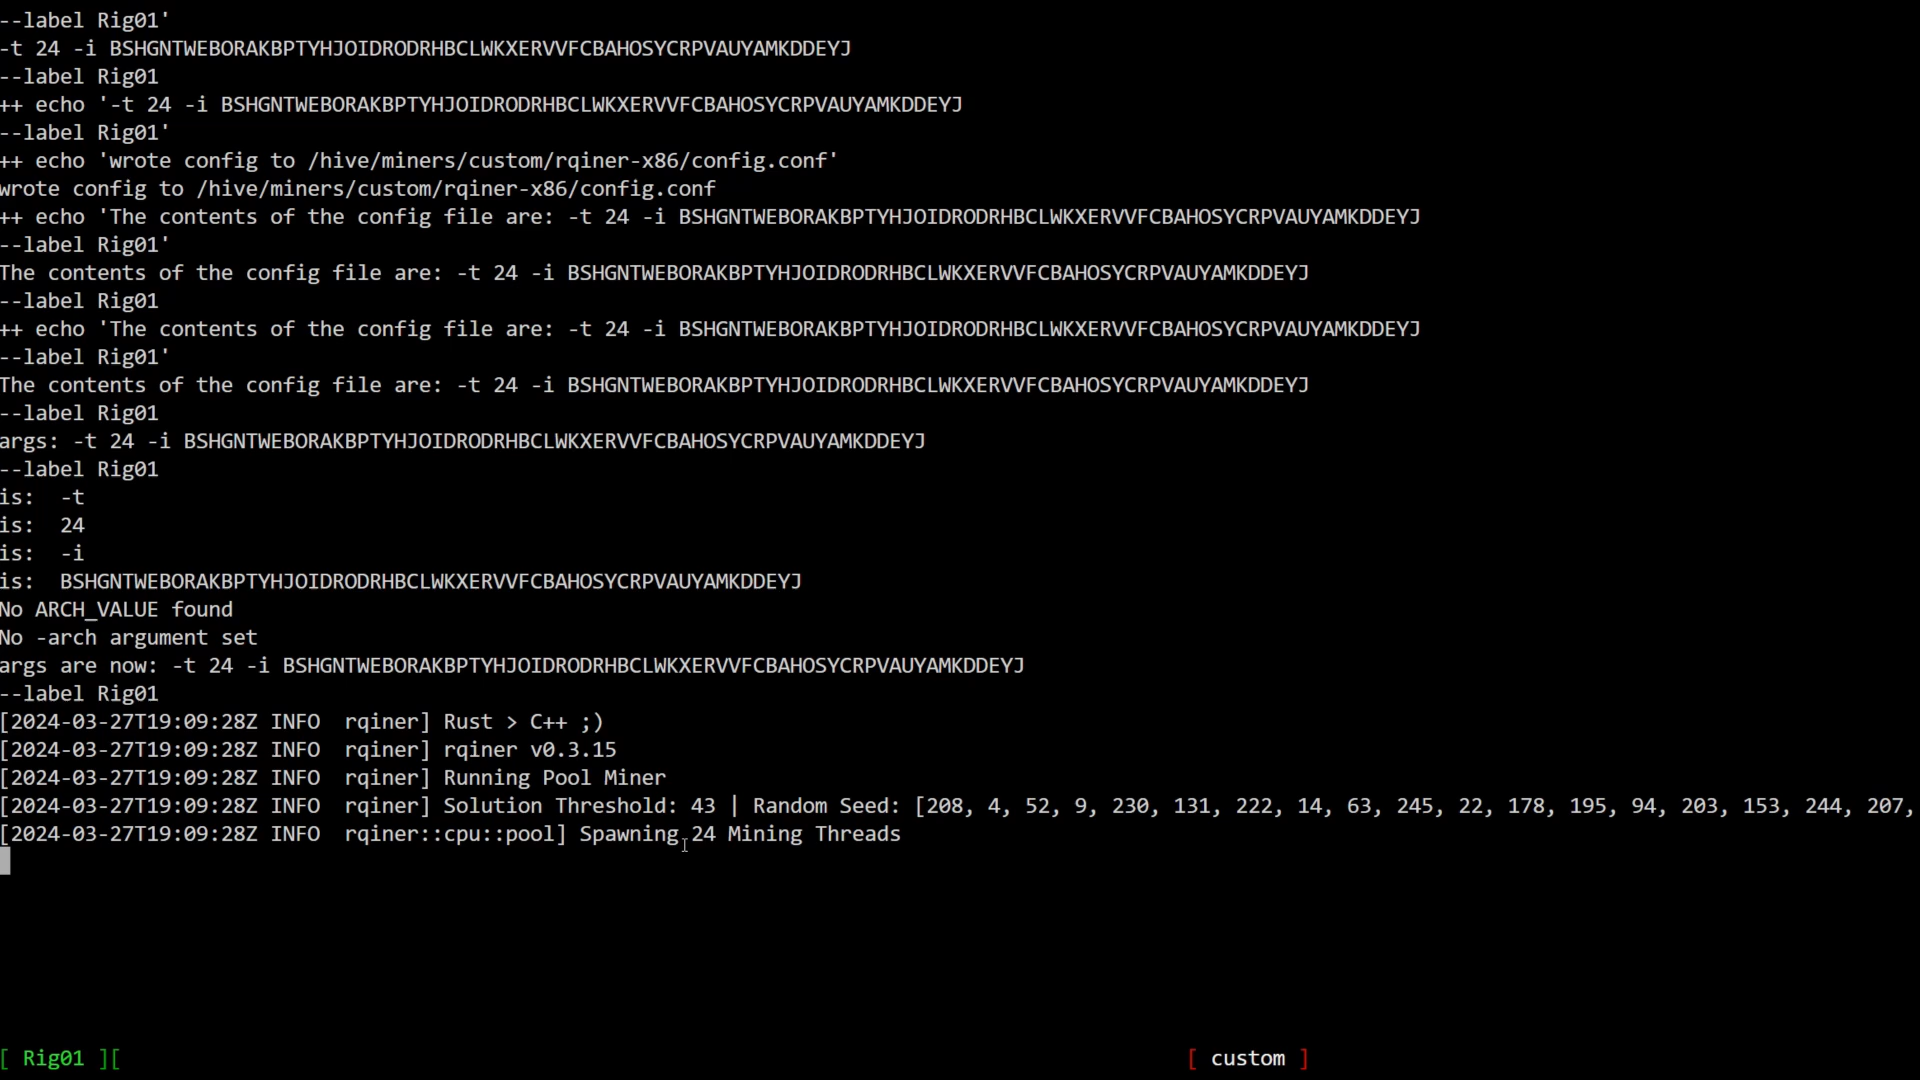 --label Rig01'
-t 24 -i BSHGNTWEBORAKBPTYHJOIDRODRHBCLWKXERVVFCBAHOSYCRPVAUYAMKDDEYJ
--label Rig01
++ echo '-t 24 -i BSHGNTWEBORAKBPTYHJOIDRODRHBCLWKXERVVFCBAHOSYCRPVAUYAMKDDEYJ
--label Rig01'
++ echo 'wrote config to /hive/miners/custom/rqiner-x86/config.conf'
wrote config to /hive/miners/custom/rqiner-x86/config.conf
++ echo 'The contents of the config file are: -t 24 -i BSHGNTWEBORAKBPTYHJOIDRODRHBCLWKXERVVFCBAHOSYCRPVAUYAMKDDEYJ
--label Rig01'
The contents of the config file are: -t 24 -i BSHGNTWEBORAKBPTYHJOIDRODRHBCLWKXERVVFCBAHOSYCRPVAUYAMKDDEYJ
--label Rig01
++ echo 'The contents of the config file are: -t 24 -i BSHGNTWEBORAKBPTYHJOIDRODRHBCLWKXERVVFCBAHOSYCRPVAUYAMKDDEYJ
--label Rig01'
The contents of the config file are: -t 24 -i BSHGNTWEBORAKBPTYHJOIDRODRHBCLWKXERVVFCBAHOSYCRPVAUYAMKDDEYJ
--label Rig01
args: -t 24 -i BSHGNTWEBORAKBPTYHJOIDRODRHBCLWKXERVVFCBAHOSYCRPVAUYAMKDDEYJ
--label Rig01
is:  -t
is:  24
is:  -i
is:  BSHGNTWEBORAKBPTYHJOIDRODRHBCLWKXERVVFCBAHOSYCRPVAUYAMKDDEYJ
No ARCH_VALUE found
No -arch argument set
args are now: -t 24 -i BSHGNTWEBORAKBPTYHJOIDRODRHBCLWKXERVVFCBAHOSYCRPVAUYAMKDDEYJ
--label Rig01
[2024-03-27T19:09:28Z INFO  rqiner] Rust > C++ ;)
[2024-03-27T19:09:28Z INFO  rqiner] rqiner v0.3.15
[2024-03-27T19:09:28Z INFO  rqiner] Running Pool Miner
[2024-03-27T19:09:28Z INFO  rqiner] Solution Threshold: 43 | Random Seed: [208, 4, 52, 9, 230, 131, 222, 14, 63, 245, 22, 178, 195, 94, 203, 153, 244, 207,
[2024-03-27T19:09:28Z INFO  rqiner::cpu::pool] Spawning 24 Mining Threads
[ Rig01 ][ [ custom ]